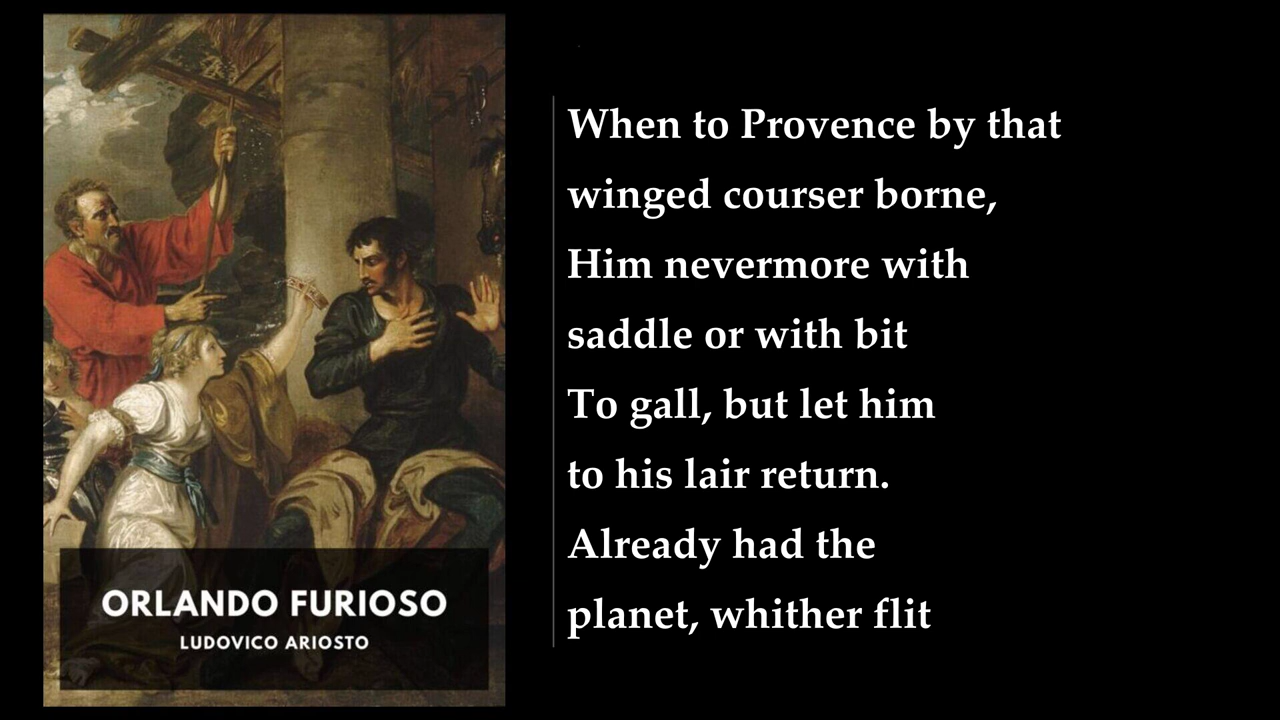 ORLANDO FURIOSO
LUDOVICO ARIOSTO
When to Provence by that
winged courser borne,
Him nevermore with
saddle or with bit
To gall, but let him
to his lair return.
Already had the
planet, whither flit